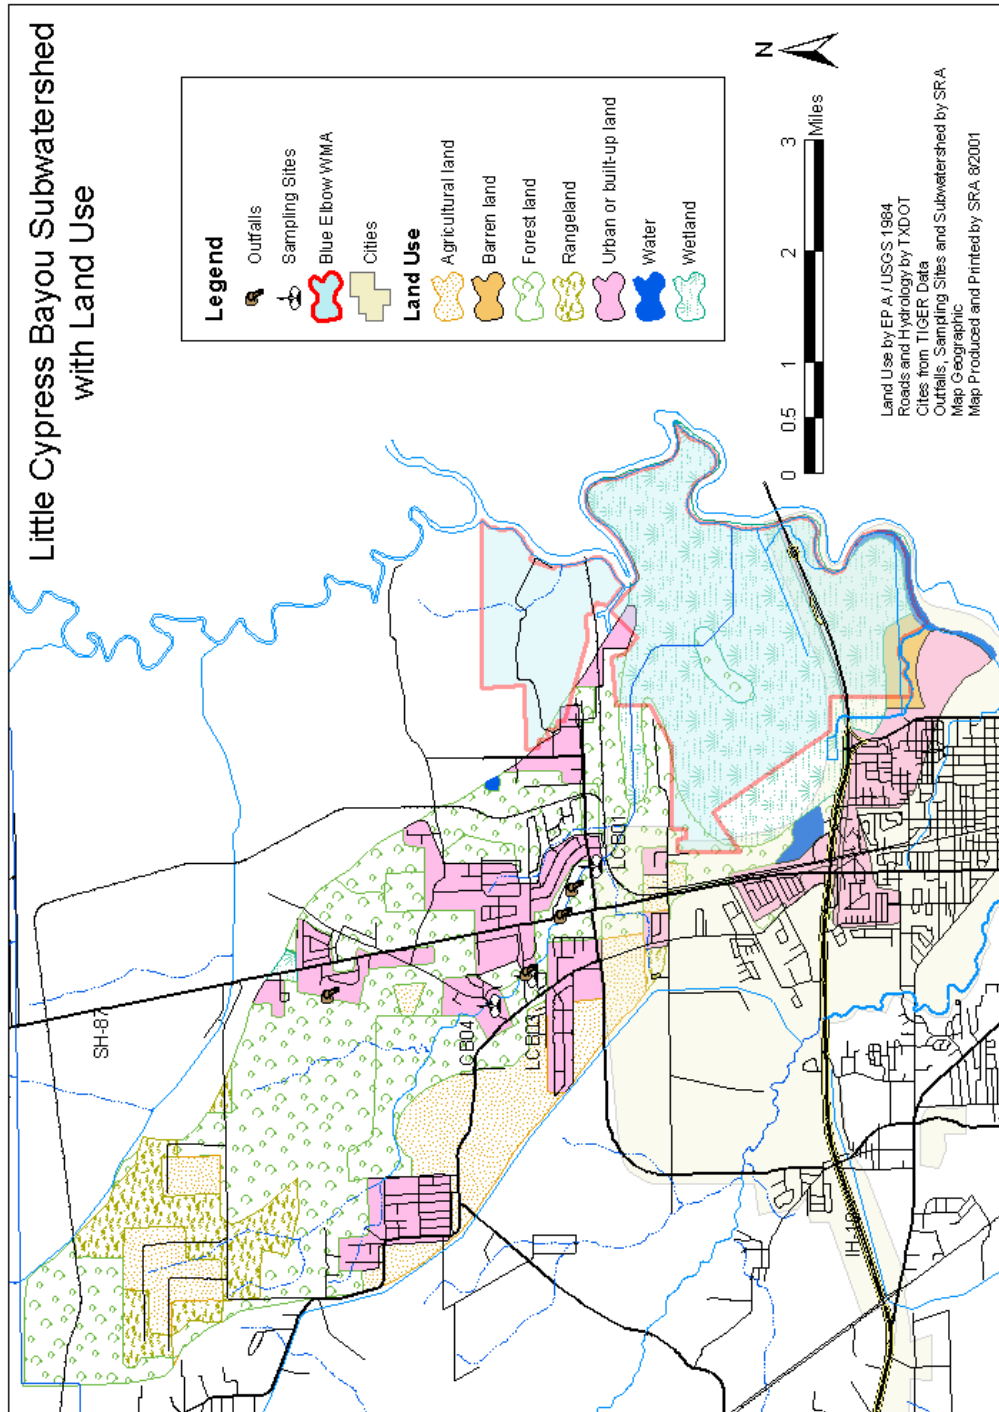 Little Cypress Bayou Subwatershed
with Land Use
N
Legend
Outfalls
Sampling Sites
Blue Elbow WMA
Cities
Land Use
Agricultural land
Barren land
Forest land
Rangeland
Urban or built-up land
Water
Wetland
0 0.5 1 2 3
Miles
Land Use by EPA / USGS 1984
Roads and Hydrology by TXDOT
Cites from TIGER Data
Outfalls, Sampling Sites and Subwatershed by SRA
Map Geographic
Map Produced and Printed by SRA 8/2001
SH-87
LCB04
LCB03
LCB01
IH-10